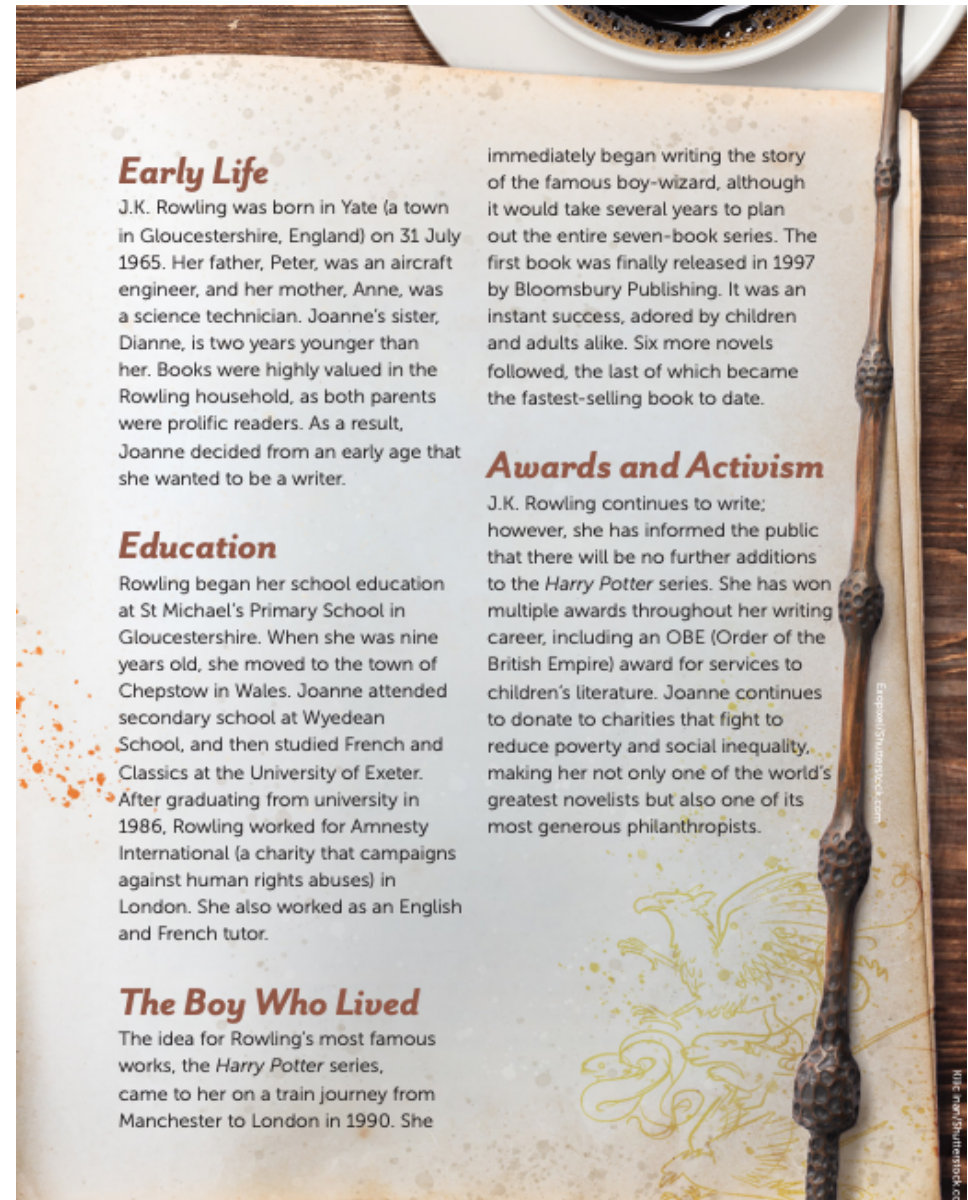 Early Life
J.K. Rowling was born in Yate (a town
in Gloucestershire, England) on 31 July
1965. Her father, Peter, was an aircraft
engineer, and her mother, Anne, was
a science technician. Joanne's sister,
Dianne, is two years younger than
her. Books were highly valued in the
Rowling household, as both parents
were prolific readers. As a result,
Joanne decided from an early age that
she wanted to be a writer.
Education
Rowling began her school education
at St Michael's Primary School in
Gloucestershire. When she was nine
years old, she moved to the town of
Chepstow in Wales. Joanne attended
secondary school at Wyedean
School, and then studied French and
Classics at the University of Exeter.
After graduating from university in
1986, Rowling worked for Amnesty
International (a charity that campaigns
against human rights abuses) in
London. She also worked as an English
and French tutor.
The Boy Who Lived
The idea for Rowling's most famous
works, the Harry Potter series,
came to her on a train journey from
Manchester to London in 1990. She
immediately began writing the story
of the famous boy-wizard, although
it would take several years to plan
out the entire seven-book series. The
first book was finally released in 1997
by Bloomsbury Publishing. It was an
instant success, adored by children
and adults alike. Six more novels
followed, the last of which became
the fastest-selling book to date.
Awards and Activism
J.K. Rowling continues to write;
however, she has informed the public
that there will be no further additions
to the Harry Potter series. She has won
multiple awards throughout her writing
career, including an OBE (Order of the
British Empire) award for services to
children's literature. Joanne continues
to donate to charities that fight to
reduce poverty and social inequality,
making her not only one of the world's
greatest novelists but also one of its
most generous philanthropists.
Exopixel/Shutterstock.com